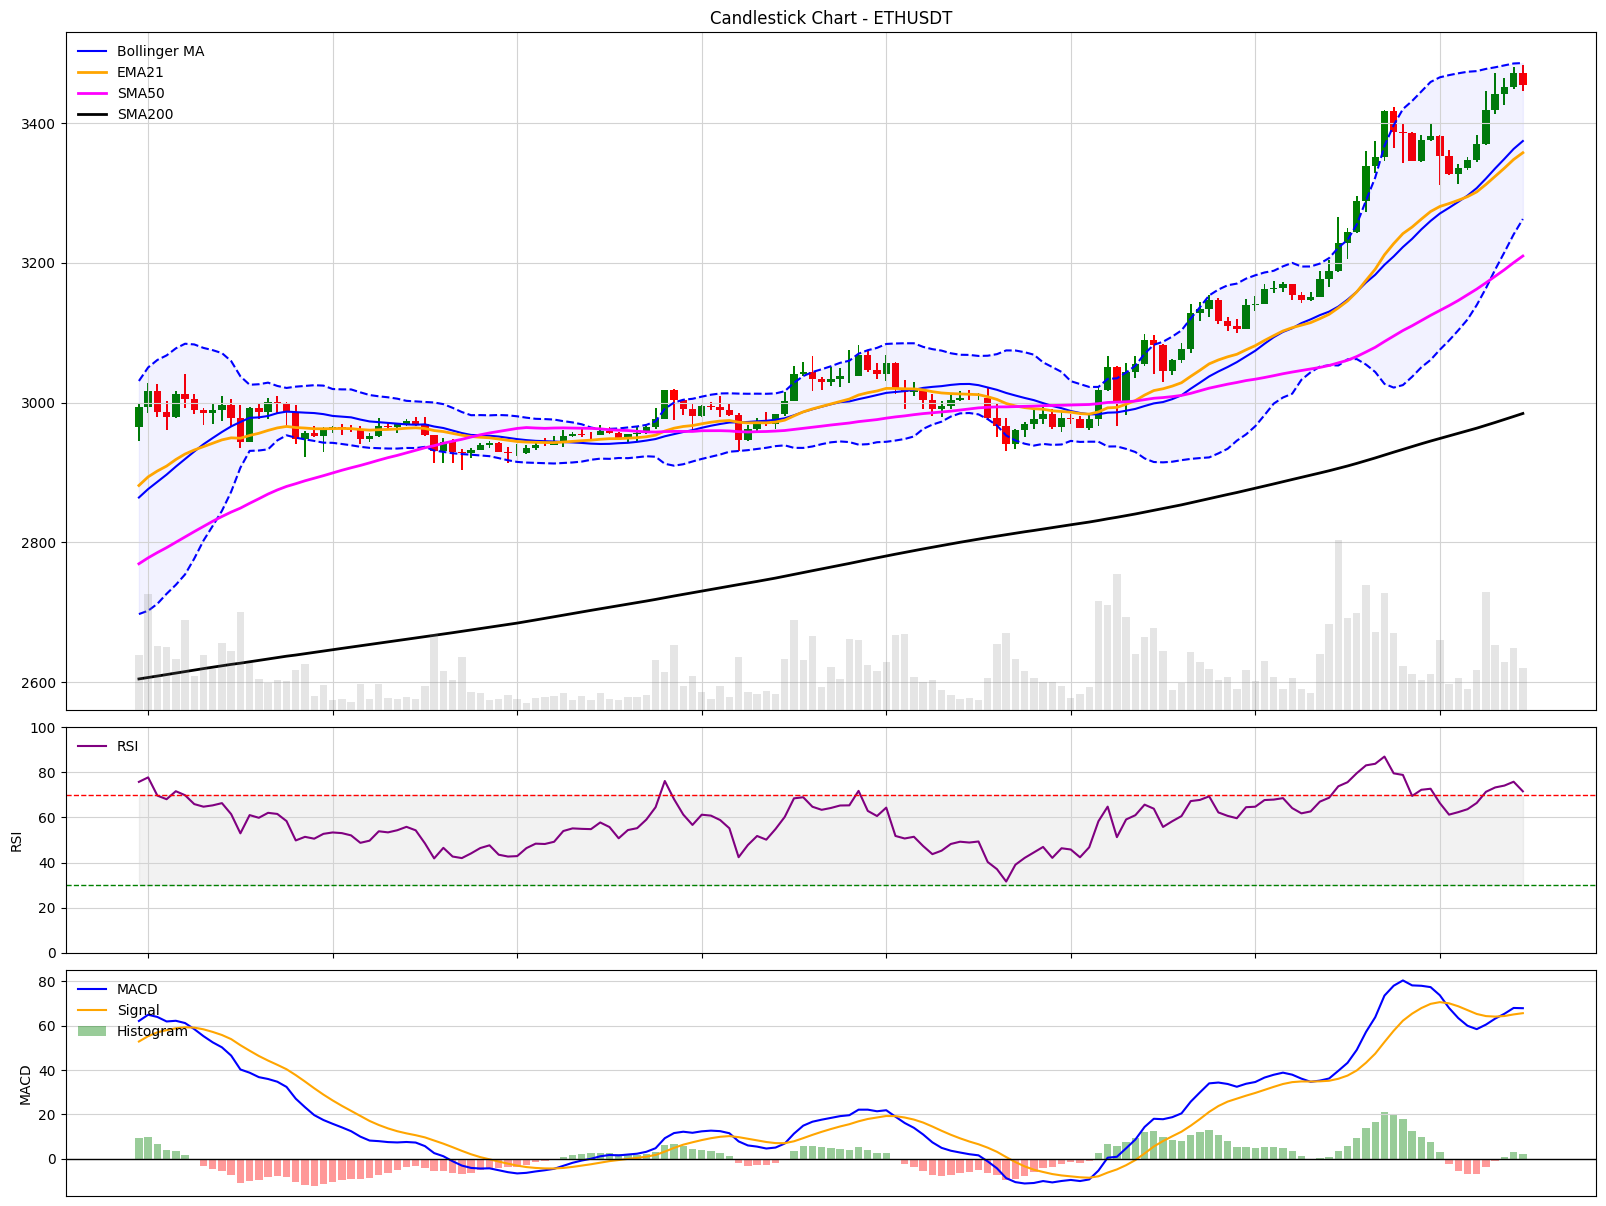 Candlestick Chart - ETHUSDT
Bollinger MA
EMA21
SMA50
SMA200
3400
3200
3000
2800
2600
RSI
100
80
60
40
20
0
RSI
MACD
Signal
Histogram
80
60
40
20
0
MACD